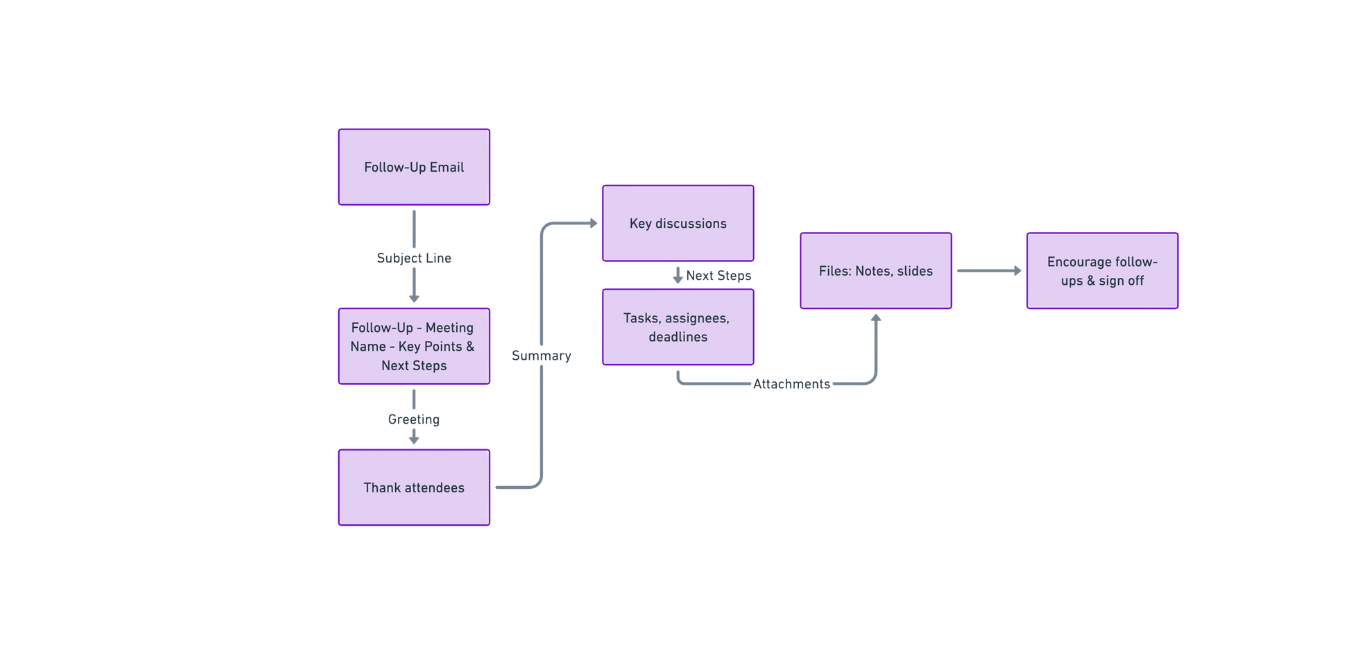 Follow-Up Email
Subject Line
Follow-Up - Meeting
Name - Key Points &
Next Steps
Greeting
Thank attendees
Summary
Key discussions
Next Steps
Tasks, assignees,
deadlines
Attachments
Files: Notes, slides
Encourage follow-
ups & sign off